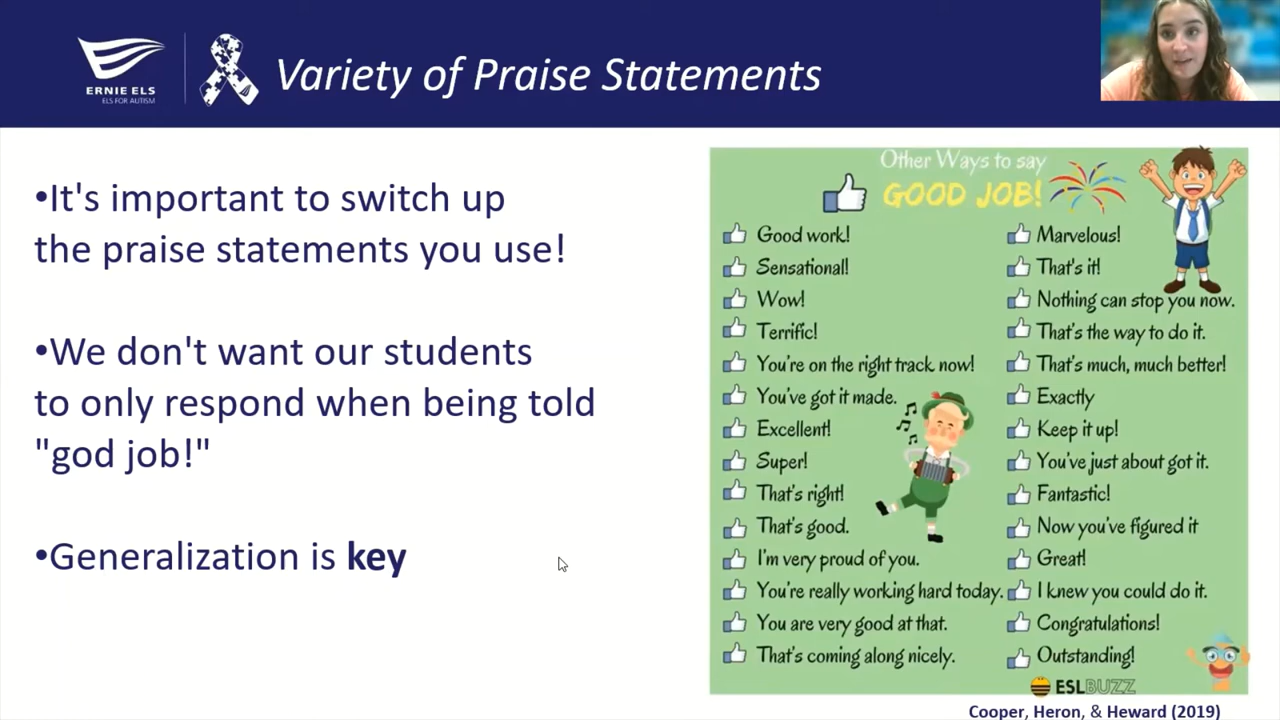 ERNIE ELS
ELS FOR AUTISM
Variety of Praise Statements
•It's important to switch up
the praise statements you use!
•We don't want our students
to only respond when being told
"god job!"
•Generalization is key
Other Ways to say
GOOD JOB!
Good work!
Sensational!
Wow!
Terrific!
You're on the right track now!
You've got it made.
Excellent!
Super!
That's right!
That's good.
I'm very proud of you.
You're really working hard today.
You are very good at that.
That's coming along nicely.
Marvelous!
That's it!
Nothing can stop you now.
That's the way to do it.
That's much, much better!
Exactly
Keep it up!
You've just about got it.
Fantastic!
Now you've figured it
Great!
I knew you could do it.
Congratulations!
Outstanding!
ESLBUZZ
Cooper, Heron, & Heward (2019)